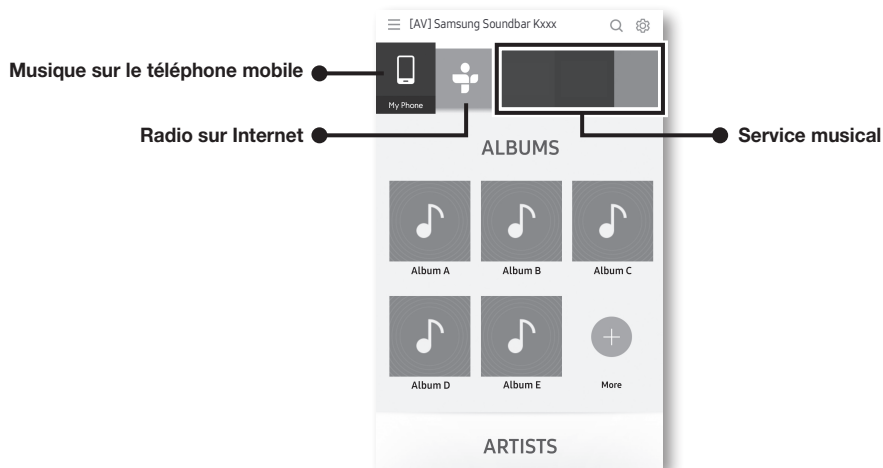 [AV] Samsung Soundbar Kxxx
Musique sur le téléphone mobile
My Phone
Radio sur Internet
Service musical
ALBUMS
Album A
Album B
Album C
Album D
Album E
More
ARTISTS